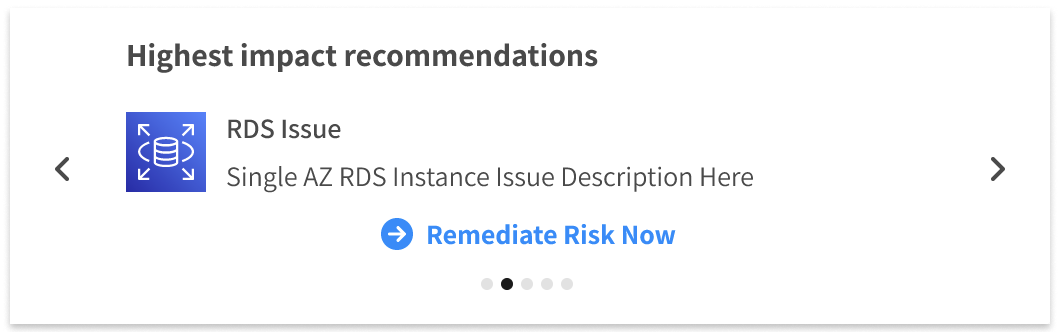 Highest impact recommendations
RDS Issue
Single AZ RDS Instance Issue Description Here
Remediate Risk Now